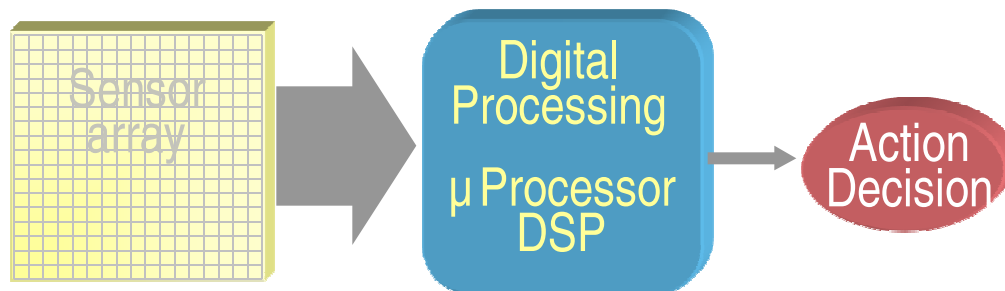 Sensor
array
Digital
Processing
µ Processor
DSP
Action
Decision